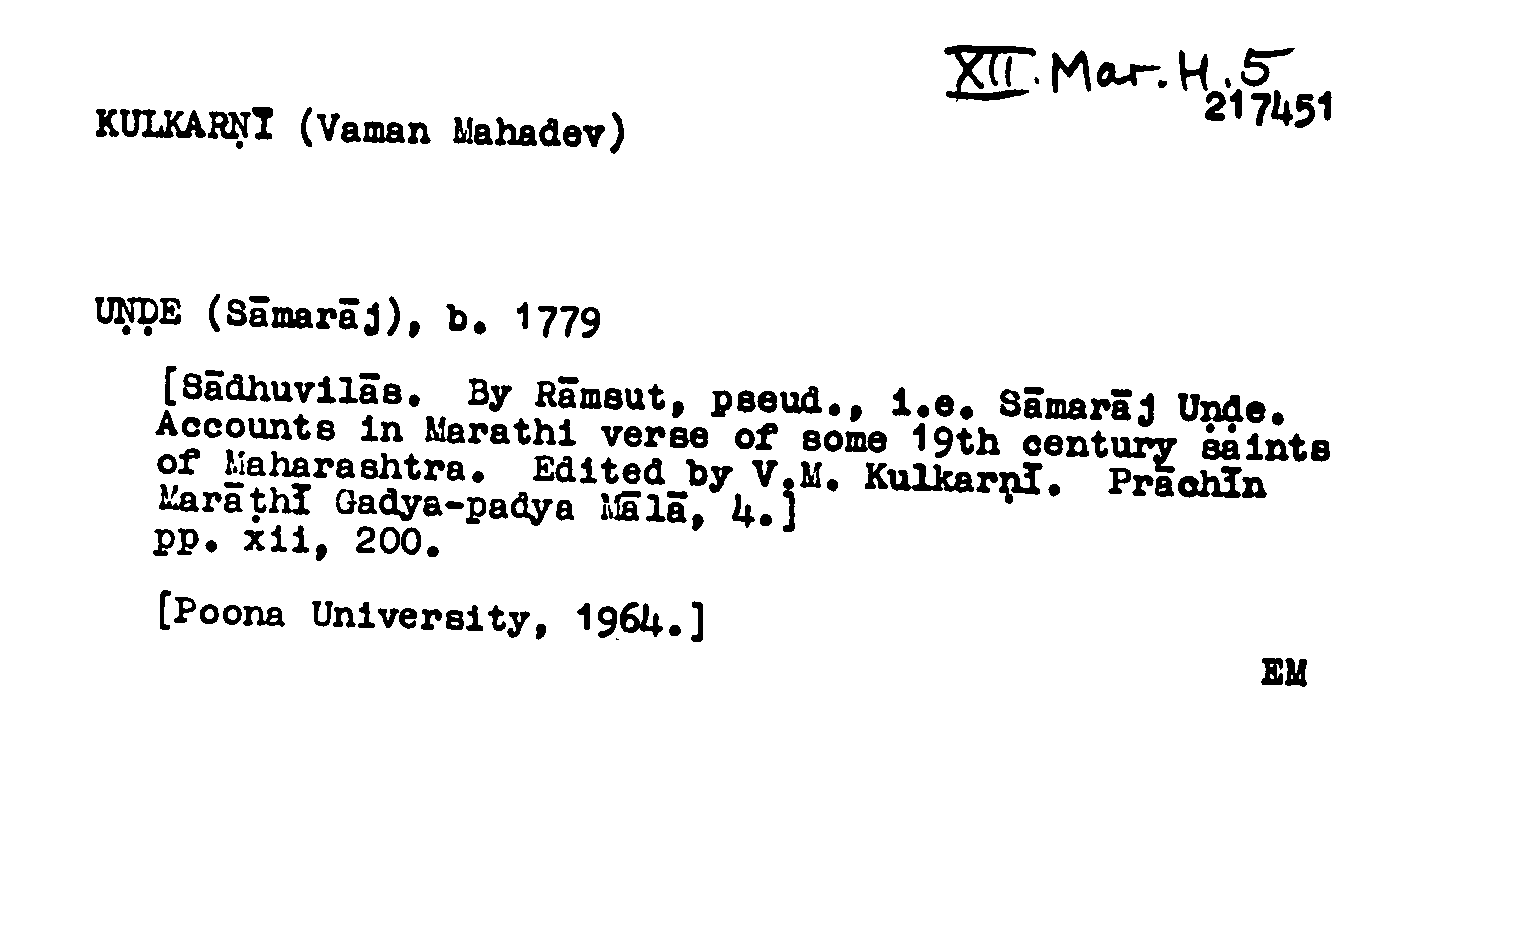 XII. Mar. H. 5
217451
KULKARṆĪ (Vaman Mahadev)
UṆḌE (Sāmarāj), b. 1779
[Sādhuvilās. By Rāmsut, pseud., i.e. Sāmarāj Uṇḍe.
Accounts in Marathi verse of some 19th century saints
of Maharashtra. Edited by V.M. Kulkarṇī. Prāchīn
Marāṭhī Gadya-padya Mālā, 4.]
pp. xii, 200.
[Poona University, 1964.]
EM